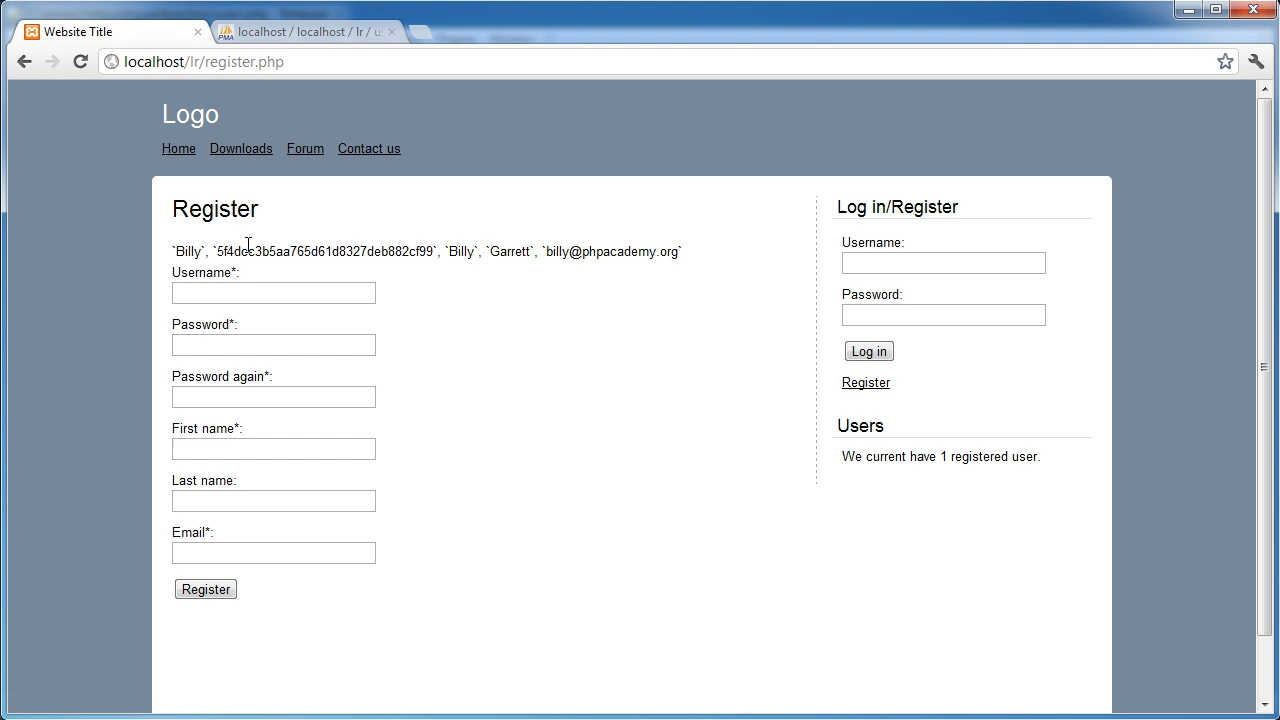 Website Title
localhost / localhost / lr / u
localhost/lr/register.php
Logo
Home Downloads Forum Contact us
Register
`Billy`, `5f4dcc3b5aa765d61d8327deb882cf99`, `Billy`, `Garrett`, `billy@phpacademy.org`
Username*:
Password*:
Password again*:
First name*:
Last name:
Email*:
Register
Log in/Register
Username:
Password:
Log in
Register
Users
We current have 1 registered user.